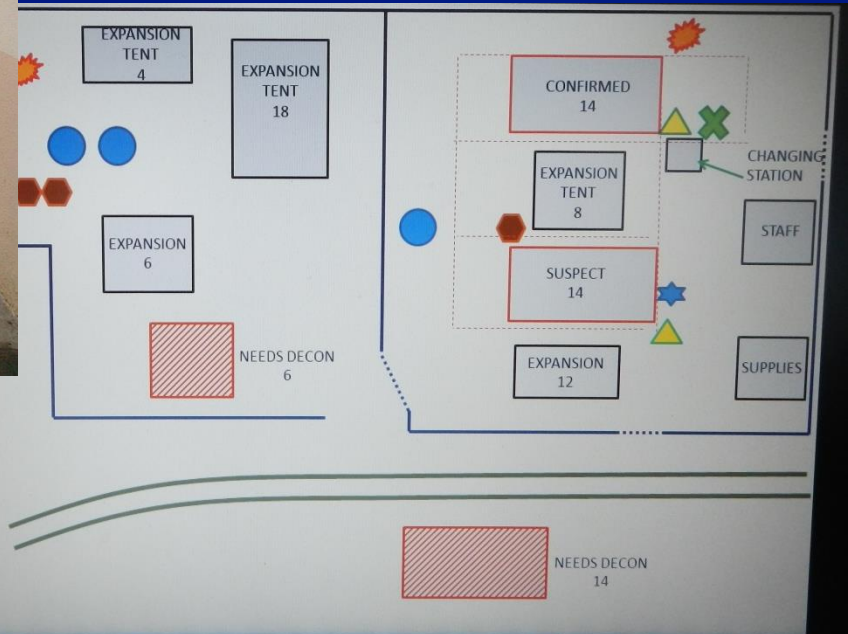 EXPANSION
TENT
4
EXPANSION
TENT
18
EXPANSION
6
NEEDS DECON
6
CONFIRMED
14
CHANGING
STATION
EXPANSION
TENT
8
STAFF
SUSPECT
14
EXPANSION
12
SUPPLIES
NEEDS DECON
14